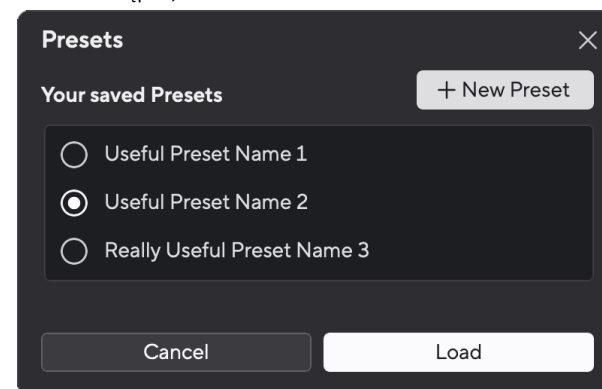 Presets
Your saved Presets
+ New Preset
Useful Preset Name 1
Useful Preset Name 2
Really Useful Preset Name 3
Cancel
Load